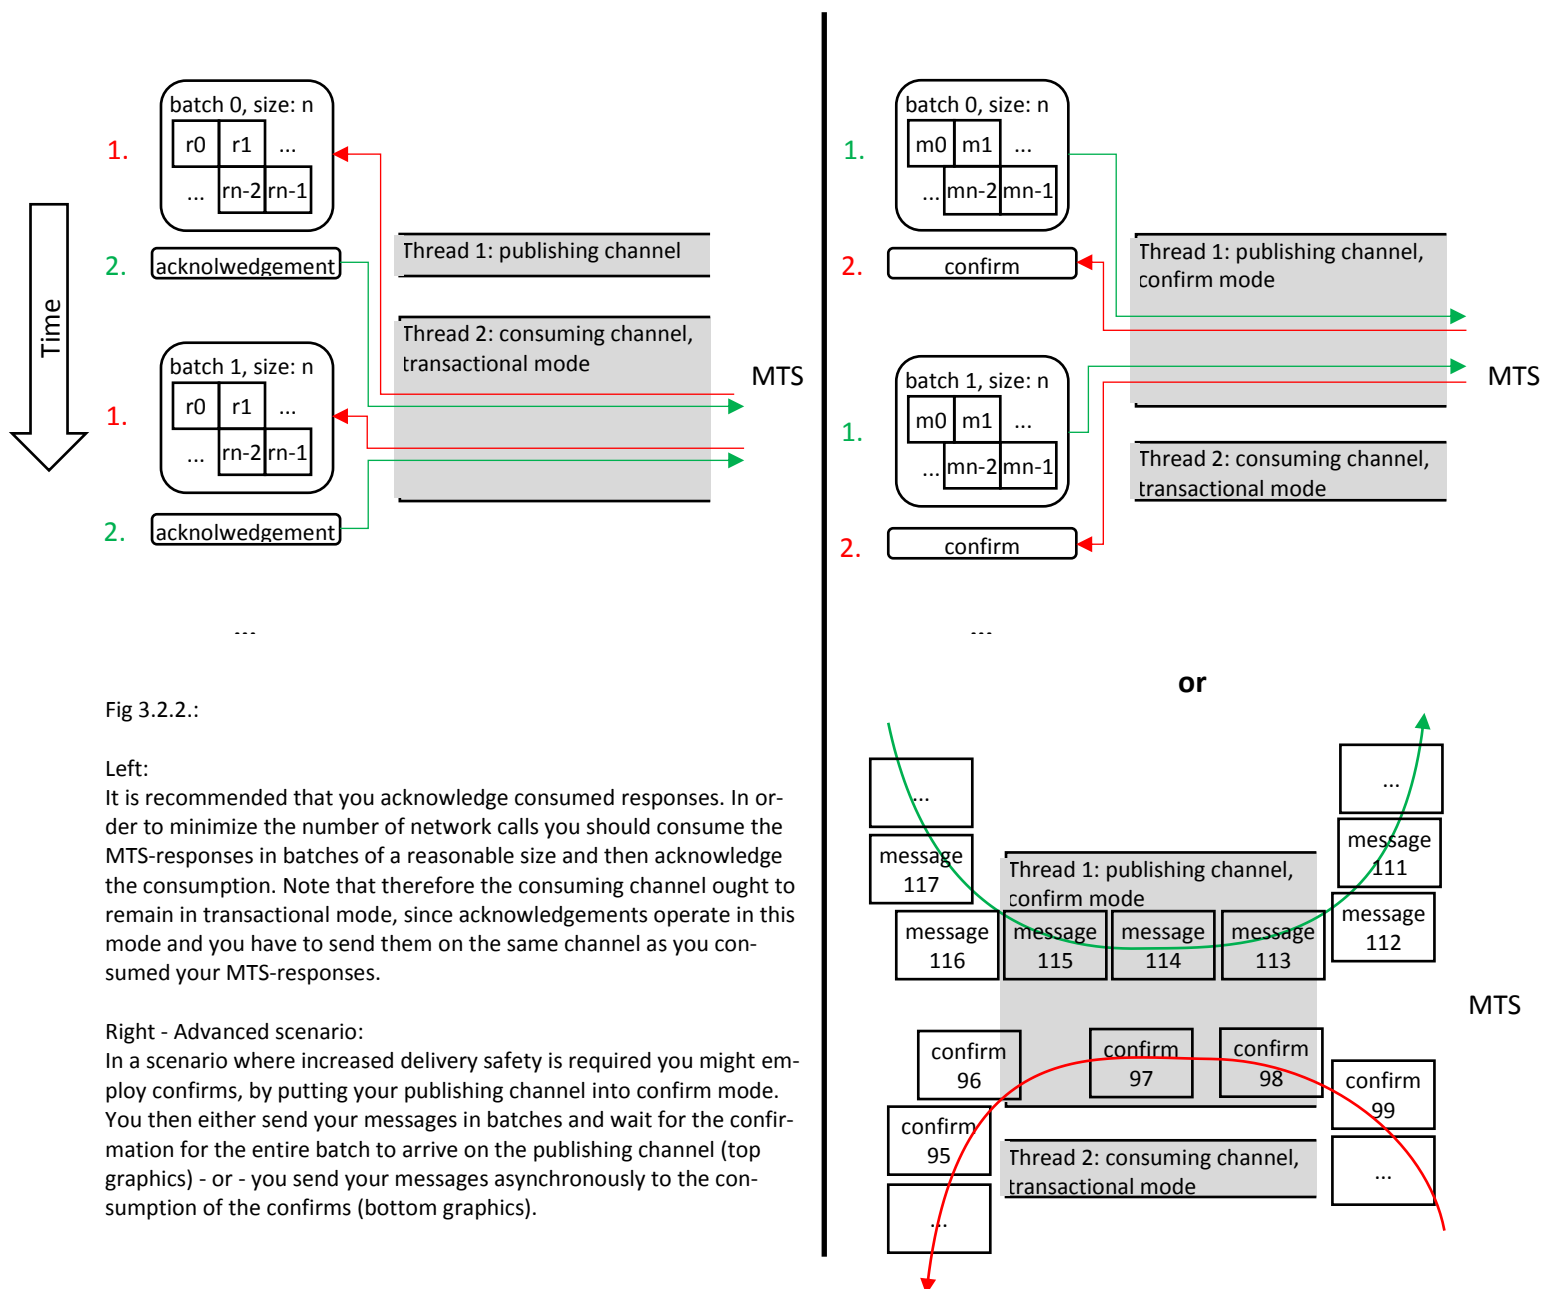 batch 0, size: n
r0 r1 ...
1.
... rn-2 rn-1
2.
acknolwedgement
Thread 1: publishing channel
Thread 2: consuming channel,
transactional mode
Time
batch 1, size: n
r0 r1 ...
1.
... rn-2 rn-1
2.
acknolwedgement
MTS
...
Fig 3.2.2.:
Left:
It is recommended that you acknowledge consumed responses. In or-
der to minimize the number of network calls you should consume the
MTS-responses in batches of a reasonable size and then acknowledge
the consumption. Note that therefore the consuming channel ought to
remain in transactional mode, since acknowledgements operate in this
mode and you have to send them on the same channel as you con-
sumed your MTS-responses.
Right - Advanced scenario:
In a scenario where increased delivery safety is required you might em-
ploy confirms, by putting your publishing channel into confirm mode.
You then either send your messages in batches and wait for the confir-
mation for the entire batch to arrive on the publishing channel (top
graphics) - or - you send your messages asynchronously to the con-
sumption of the confirms (bottom graphics).
batch 0, size: n
m0 m1 ...
1.
... mn-2 mn-1
2.
confirm
Thread 1: publishing channel,
confirm mode
batch 1, size: n
m0 m1 ...
1.
... mn-2 mn-1
2.
confirm
Thread 2: consuming channel,
transactional mode
MTS
...
or
...
message
117
message
116
Thread 1: publishing channel,
confirm mode
message
115
message
114
message
113
message
112
message
111
...
MTS
confirm
96
confirm
97
confirm
98
confirm
99
...
confirm
95
...
Thread 2: consuming channel,
transactional mode